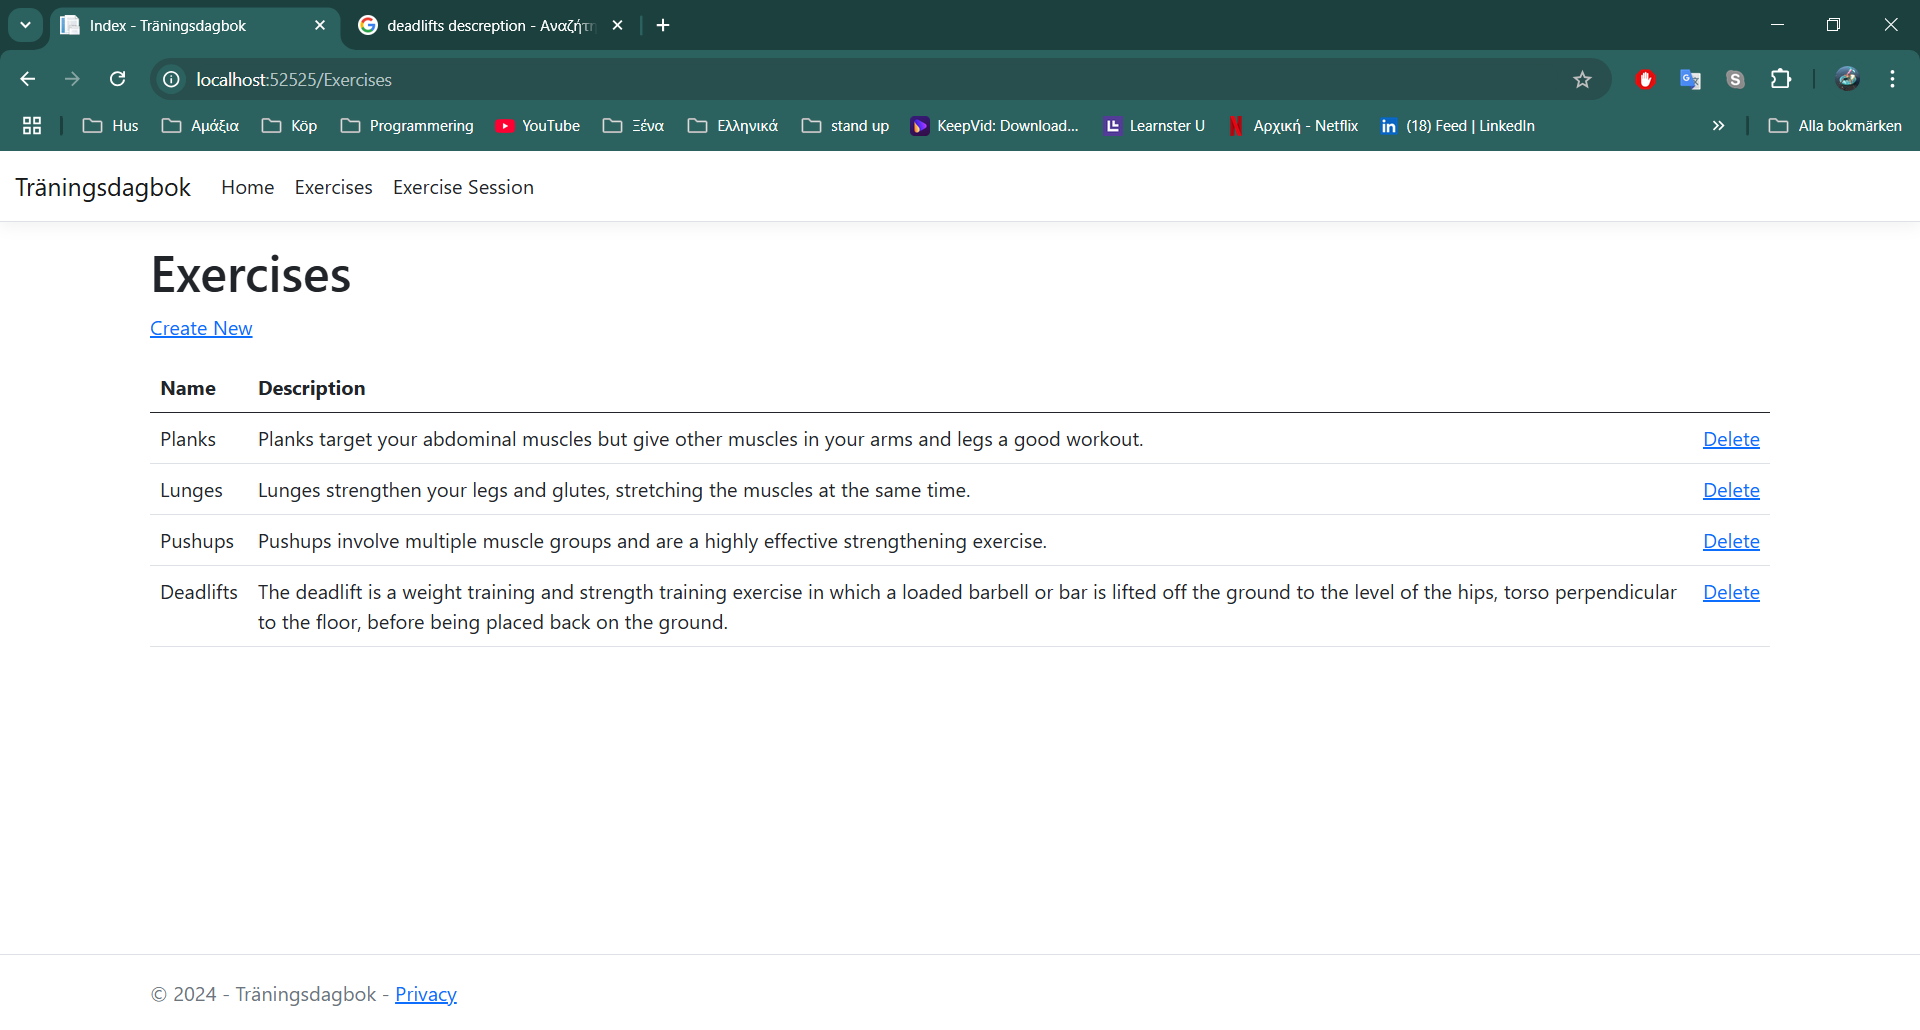 Index - Träningsdagbok
deadlifts descreption - Αναζήτη
localhost:52525/Exercises
Hus Αμάξια Köp Programmering YouTube Ξένα Ελληνικά stand up KeepVid: Download... Learnster U Αρχική - Netflix (18) Feed | LinkedIn Alla bokmärken
Träningsdagbok Home Exercises Exercise Session
Exercises
Create New
Name Description
Planks Planks target your abdominal muscles but give other muscles in your arms and legs a good workout. Delete
Lunges Lunges strengthen your legs and glutes, stretching the muscles at the same time. Delete
Pushups Pushups involve multiple muscle groups and are a highly effective strengthening exercise. Delete
Deadlifts The deadlift is a weight training and strength training exercise in which a loaded barbell or bar is lifted off the ground to the level of the hips, torso perpendicular Delete
to the floor, before being placed back on the ground.
© 2024 - Träningsdagbok - Privacy